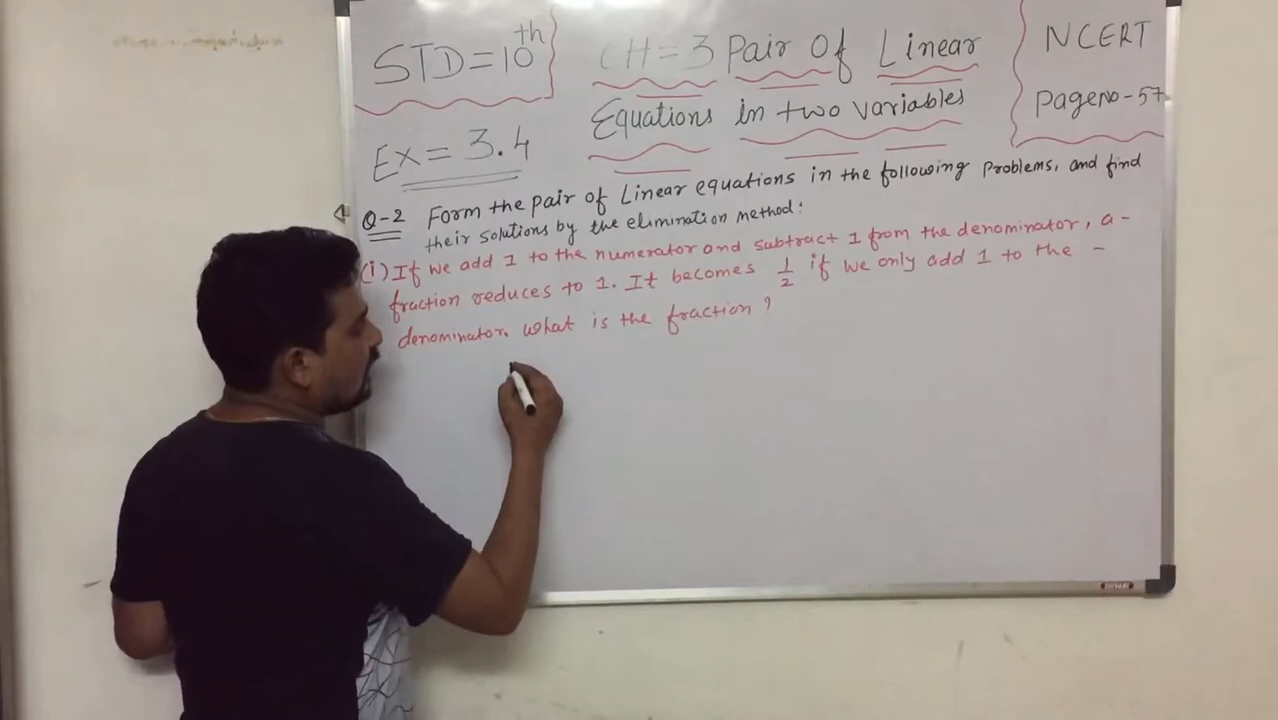 STD=10th
CH=3 Pair Of Linear
Equations in two variables
NCERT
Pageno-57
Ex=3.4
Q-2 Form the pair of Linear equations in the following Problems, and find
their solutions by the elimination method:
(i) If we add 1 to the numerator and subtract 1 from the denominator, a-
fraction reduces to 1. It becomes 1/2 if we only add 1 to the -
denominator. what is the fraction ?